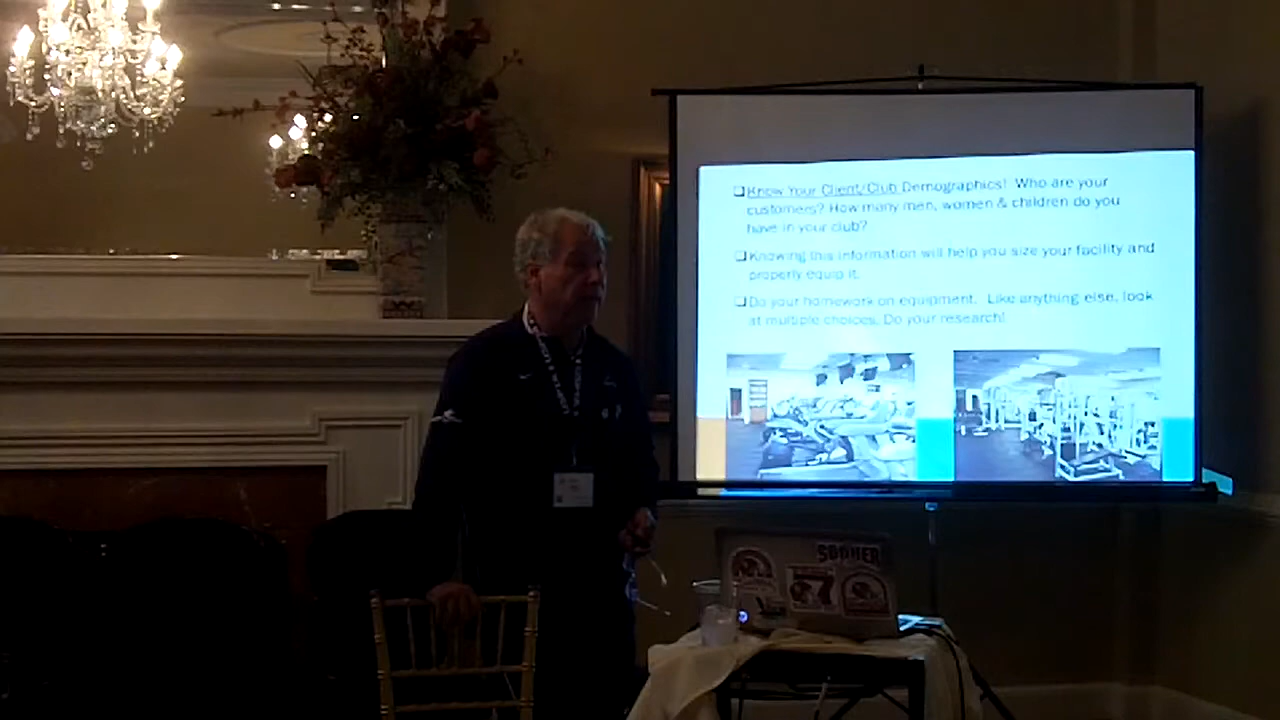 Know Your Client/Club Demographics! Who are your
customers? How many men, women & children do you
have in your club?
Knowing this information will help you size your facility and
properly equip it.
Do your homework on equipment. Like anything else, look
at multiple choices. Do your research!
SOONER
7